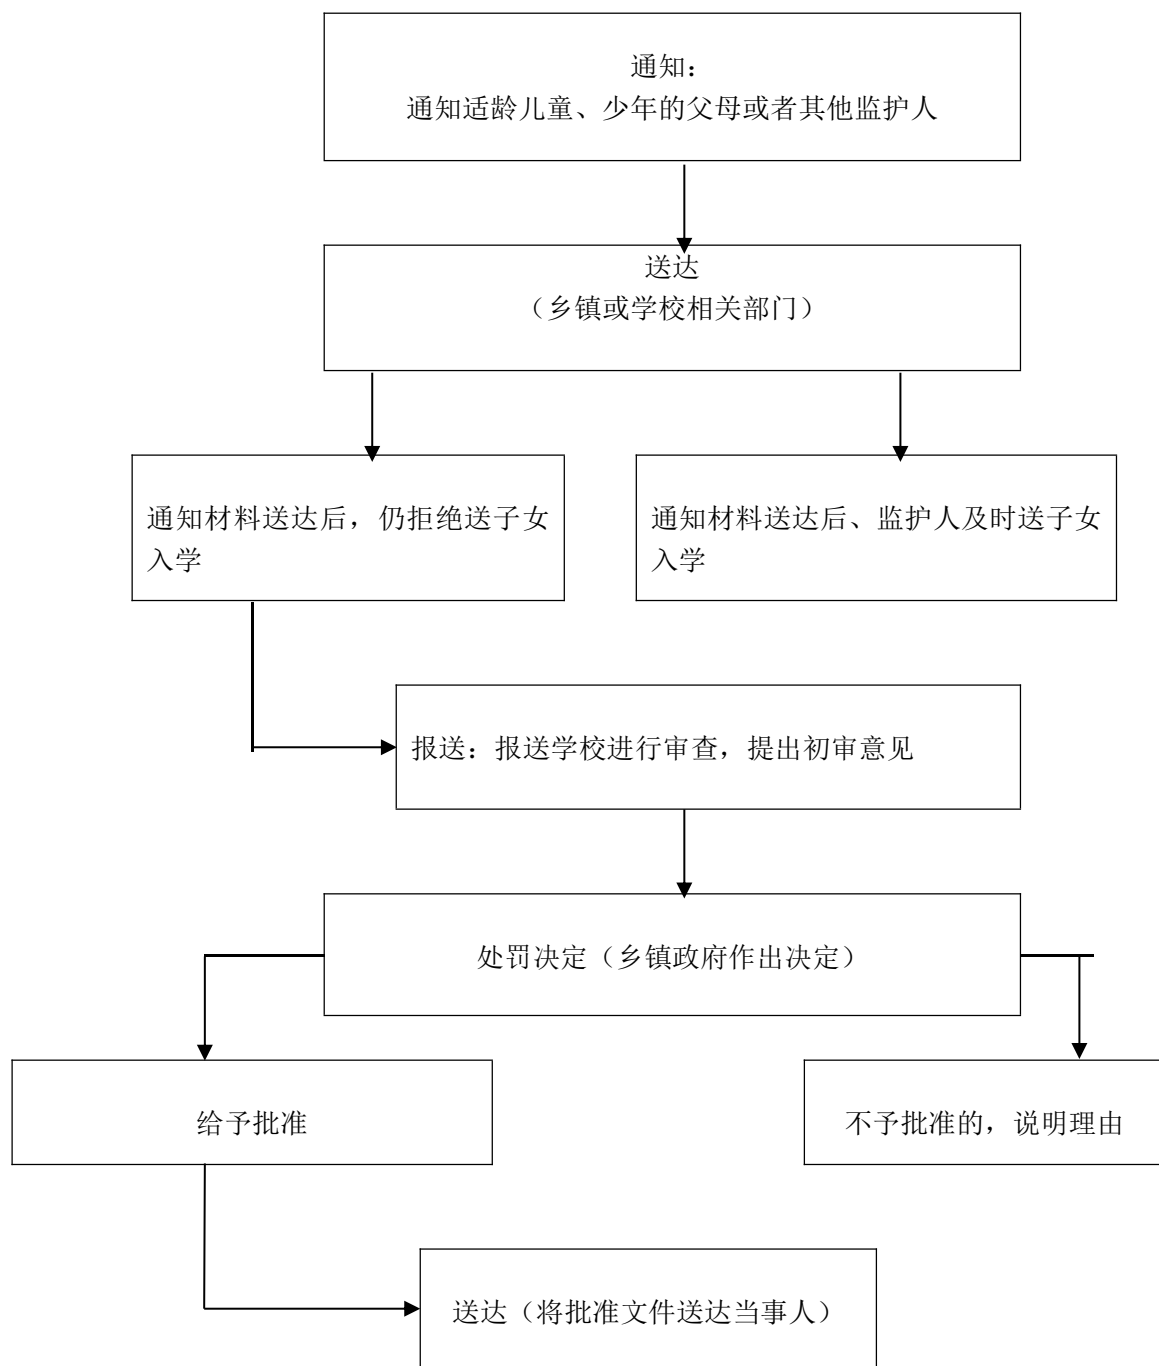 通知：
通知适龄儿童、少年的父母或者其他监护人
送达
（乡镇或学校相关部门）
通知材料送达后，仍拒绝送子女
入学
通知材料送达后、监护人及时送子女
入学
报送：报送学校进行审查，提出初审意见
处罚决定（乡镇政府作出决定）
给予批准
不予批准的，说明理由
送达（将批准文件送达当事人）